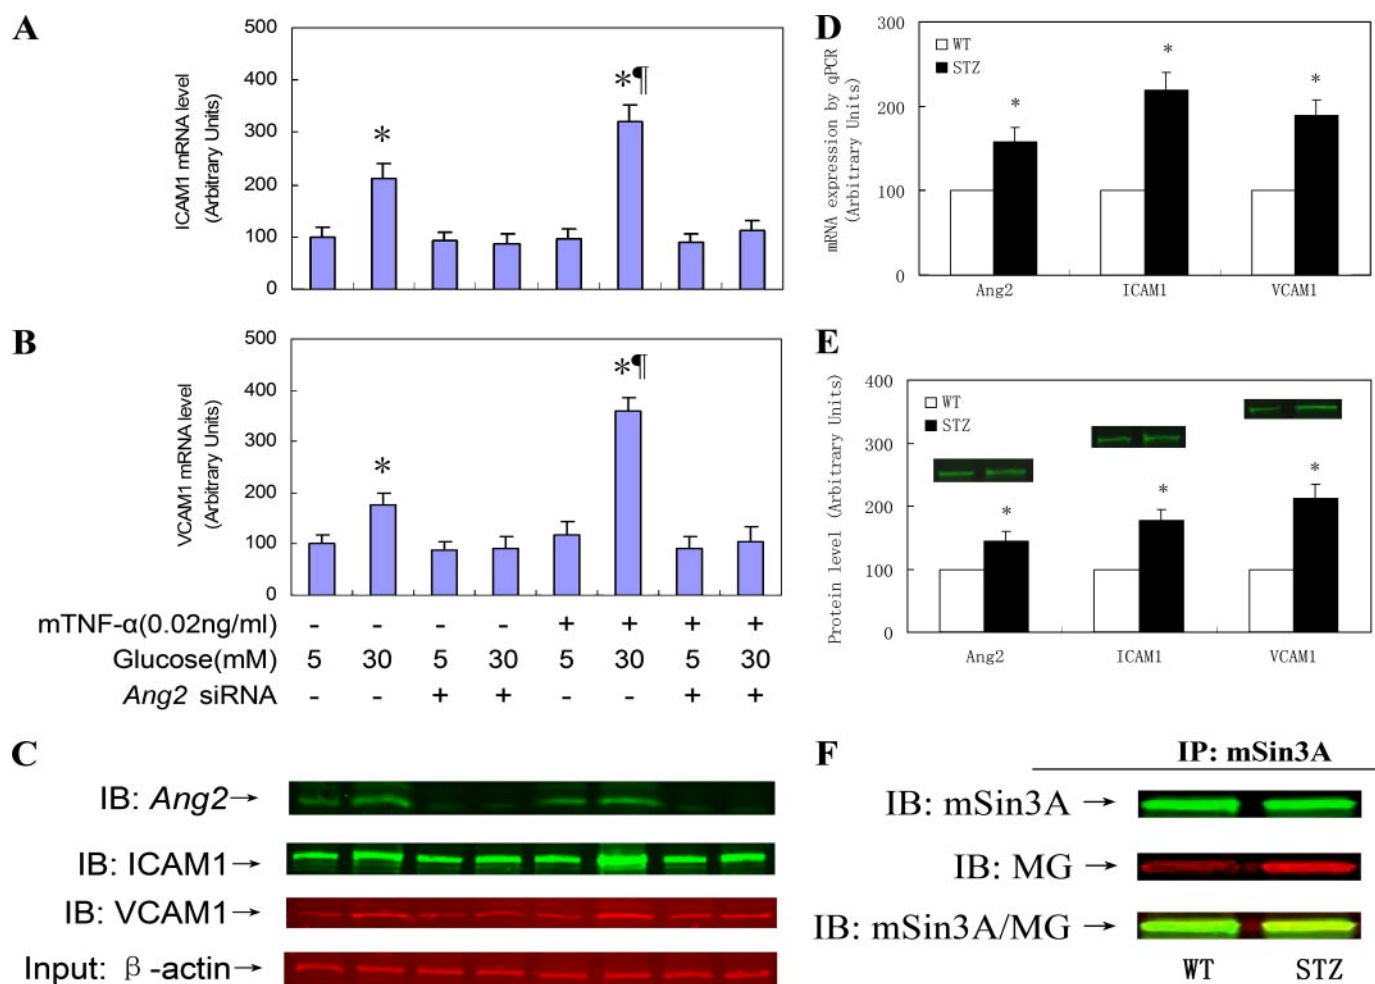 A
ICAM1 mRNA level
(Arbitrary Units)
500
400
300
200
100
0
*
*¶
B
VCAM1 mRNA level
(Arbitrary Units)
500
400
300
200
100
0
*
*¶
mTNF-α(0.02ng/ml) - - - - + + + +
Glucose(mM) 5 30 5 30 5 30 5 30
Ang2 siRNA - - + + - - + +
C
IB: Ang2→
IB: ICAM1→
IB: VCAM1→
Input: β-actin→
D
mRNA expression by qPCR
(Arbitrary Units)
300
200
100
0
WT
STZ
* * *
Ang2 ICAM1 VCAM1
E
Protein level (Arbitrary Units)
400
300
200
100
0
WT
STZ
* * *
Ang2 ICAM1 VCAM1
F
IP: mSin3A
IB: mSin3A →
IB: MG →
IB: mSin3A/MG →
WT STZ